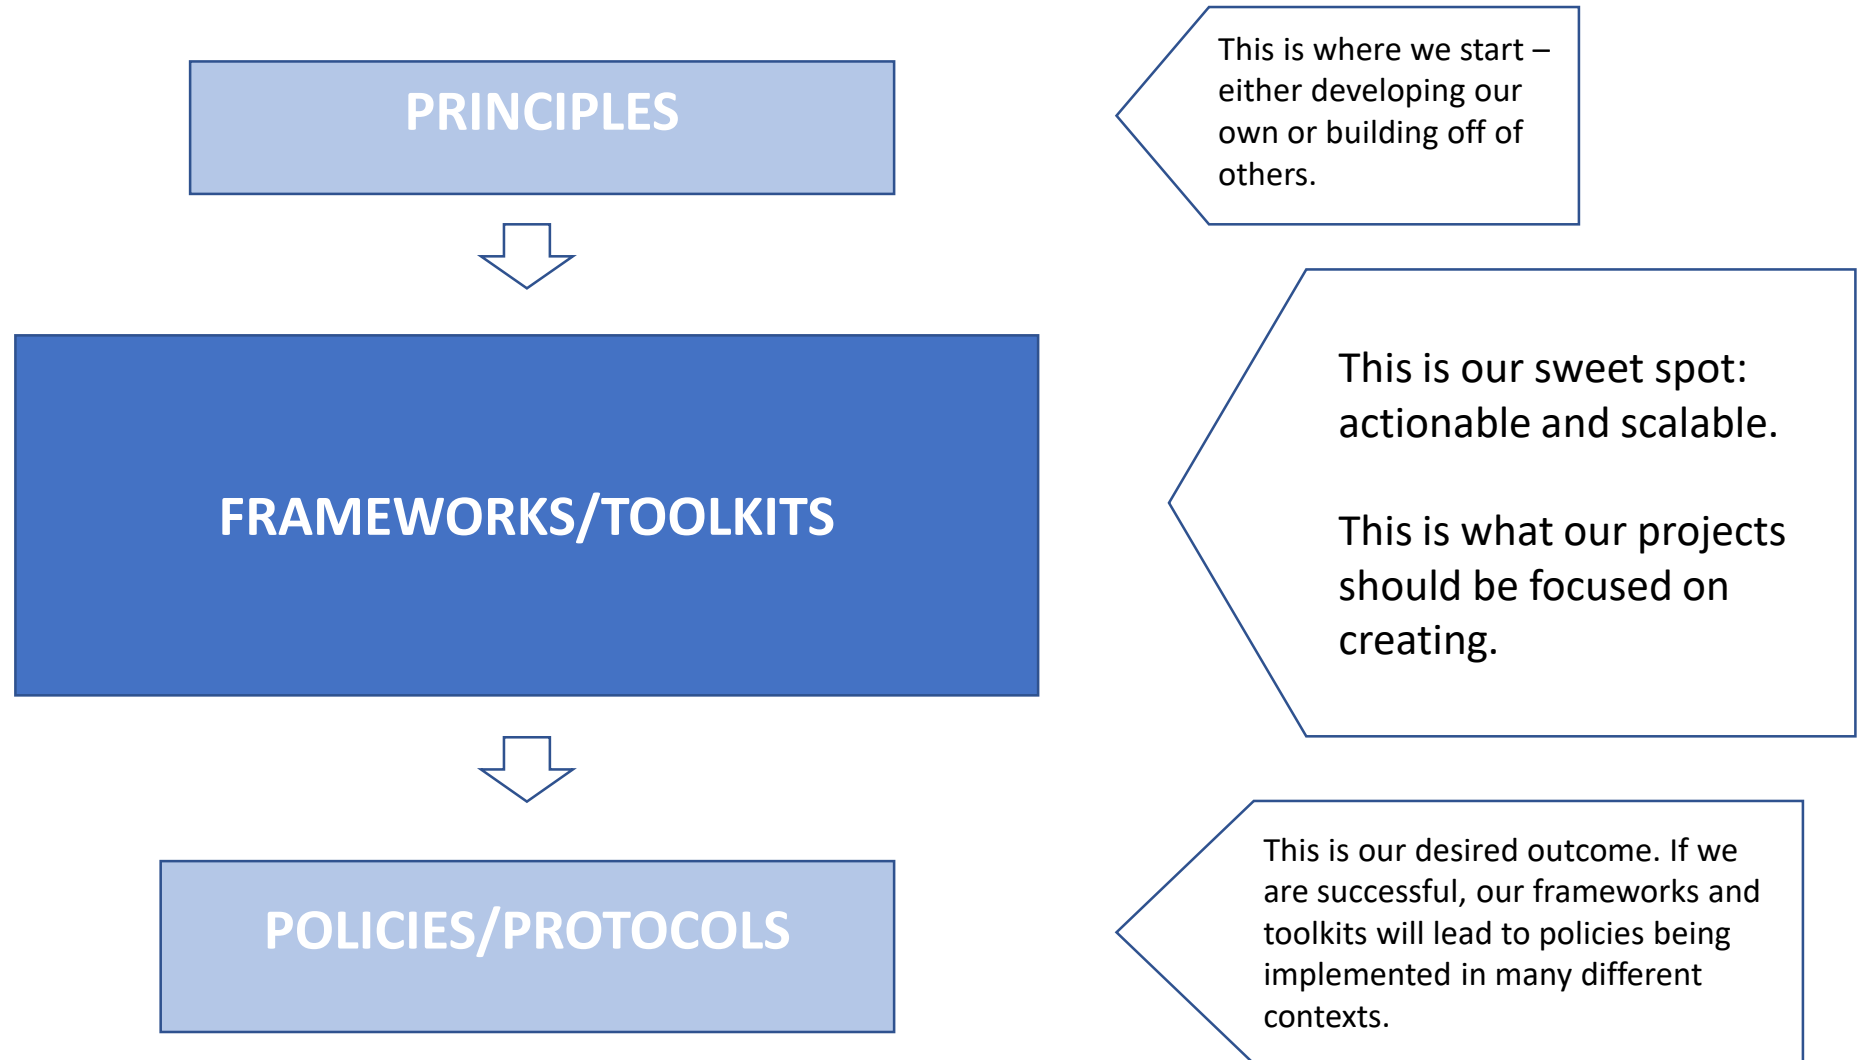 PRINCIPLES
This is where we start –
either developing our
own or building off of
others.
FRAMEWORKS/TOOLKITS
This is our sweet spot:
actionable and scalable.
This is what our projects
should be focused on
creating.
POLICIES/PROTOCOLS
This is our desired outcome. If we
are successful, our frameworks and
toolkits will lead to policies being
implemented in many different
contexts.